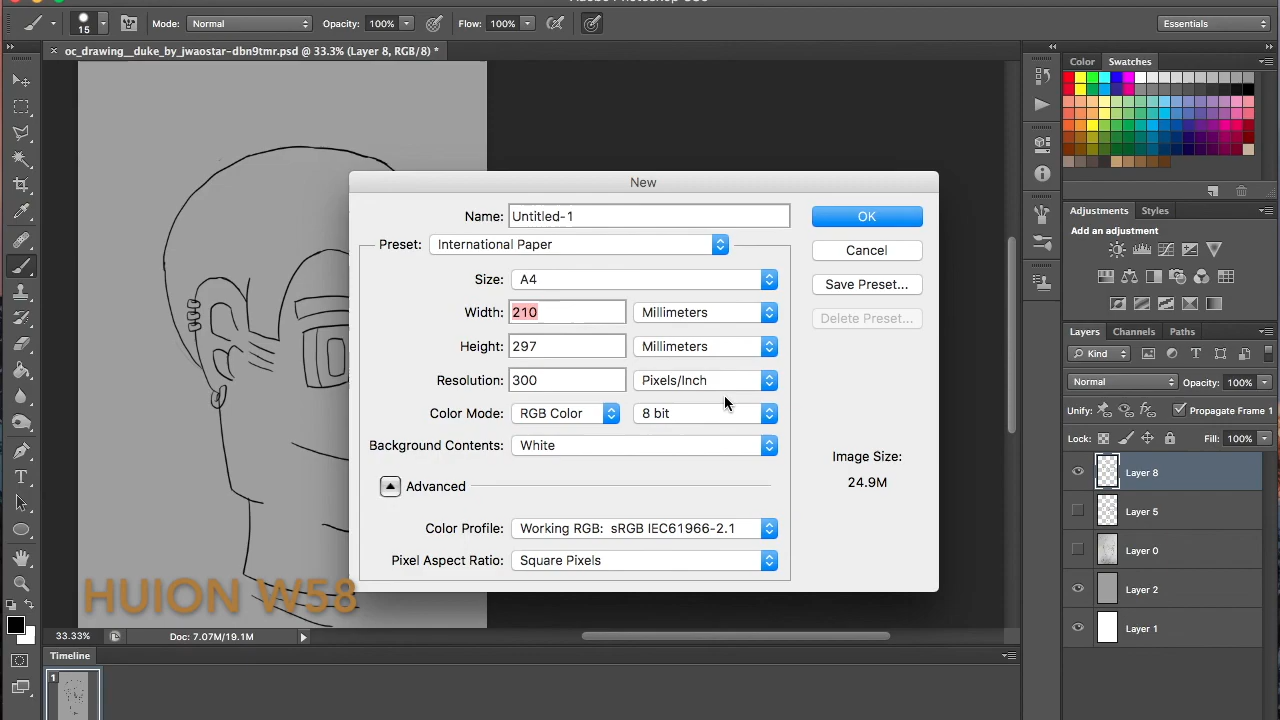 15
Mode: Normal
Opacity: 100%
Flow: 100%
Essentials
× oc_drawing__duke_by_jwaostar-dbn9tmr.psd @ 33.3% (Layer 8, RGB/8) *
Color Swatches
New
Name: Untitled-1
OK
Preset: International Paper
Cancel
Size: A4
Save Preset...
Width: 210 Millimeters
Delete Preset...
Height: 297 Millimeters
Resolution: 300 Pixels/Inch
Color Mode: RGB Color 8 bit
Background Contents: White
Image Size:
24.9M
Advanced
Color Profile: Working RGB: sRGB IEC61966-2.1
Pixel Aspect Ratio: Square Pixels
Adjustments Styles
Add an adjustment
Layers Channels Paths
Kind
Normal Opacity: 100%
Unify: Propagate Frame 1
Lock: Fill: 100%
Layer 8
Layer 5
Layer 0
Layer 2
Layer 1
HUION W58
33.33% Doc: 7.07M/19.1M
Timeline
1